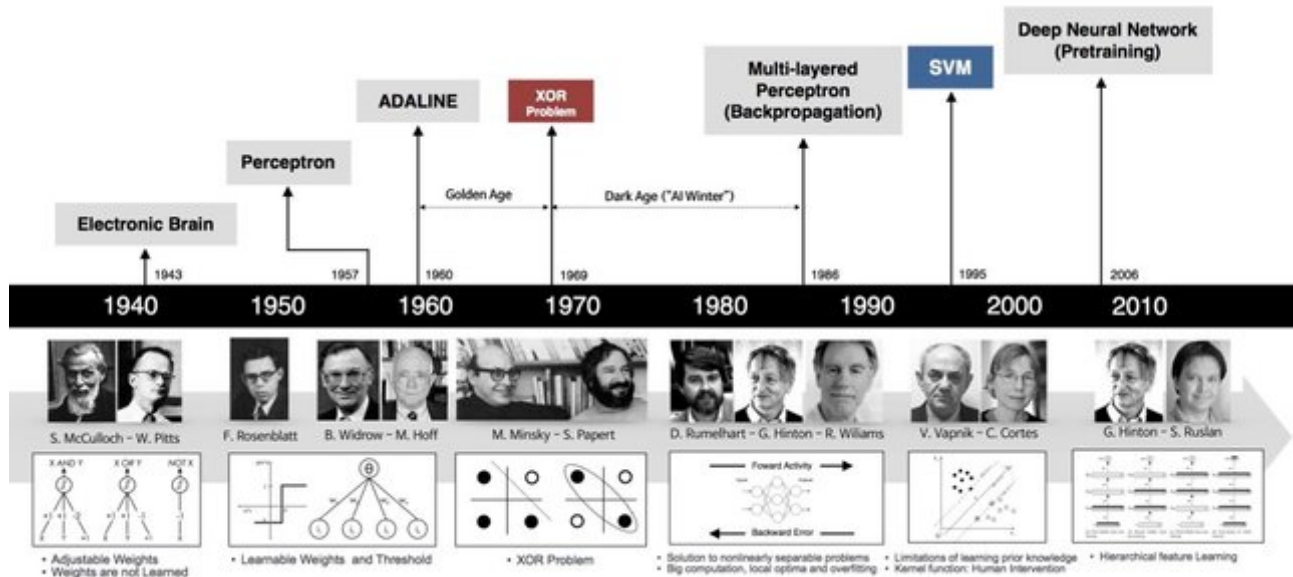 Deep Neural Network
(Pretraining)
Multi-layered
Perceptron
(Backpropagation)
SVM
ADALINE
XOR
Problem
Perceptron
Golden Age
Dark Age ("AI Winter")
Electronic Brain
1943
1957
1960
1969
1986
1995
2006
1940
1950
1960
1970
1980
1990
2000
2010
S. McCulloch – W. Pitts
F. Rosenblatt
B. Widrow – M. Hoff
M. Minsky – S. Papert
D. Rumelhart – G. Hinton – R. Wiliams
V. Vapnik – C. Cortes
G. Hinton – S. Ruslan
X AND Y
X OR Y
NOT X
Foward Activity
Backward Error
• Adjustable Weights
• Weights are not Learned
• Learnable Weights and Threshold
• XOR Problem
• Solution to nonlinearly separable problems
• Big computation, local optima and overfitting
• Limitations of learning prior knowledge
• Kernel function: Human Intervention
• Hierarchical feature Learning